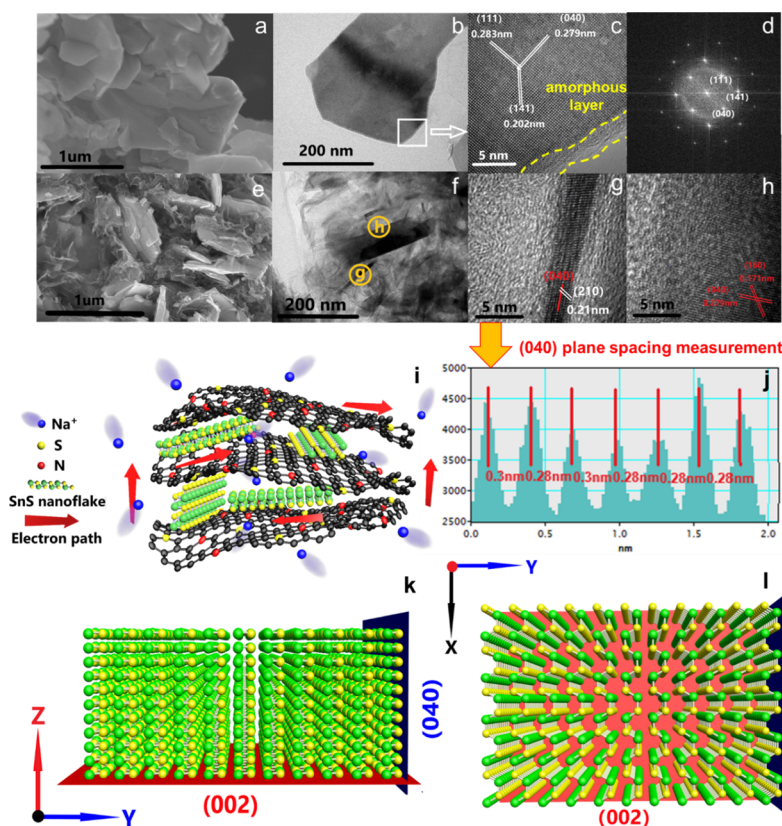 a
1um
b
200 nm
(111)
0.283nm
(040)
0.279nm
c
(141)
0.202nm
amorphous
layer
5 nm
d
(111)
(141)
(040)
e
1um
f
h
g
200 nm
g
(040)
(210)
0.21nm
5 nm
h
5 nm
(040) plane spacing measurement
i
Na+
S
N
SnS nanoflake
Electron path
j
5000
4500
4000
3500
3000
2500
0.3nm 0.28nm 0.3nm 0.28nm 0.28nm 0.28nm
0.0 0.5 1.0 1.5 2.0
nm
k
Z
Y
(002)
(040)
l
Y
X
(002)